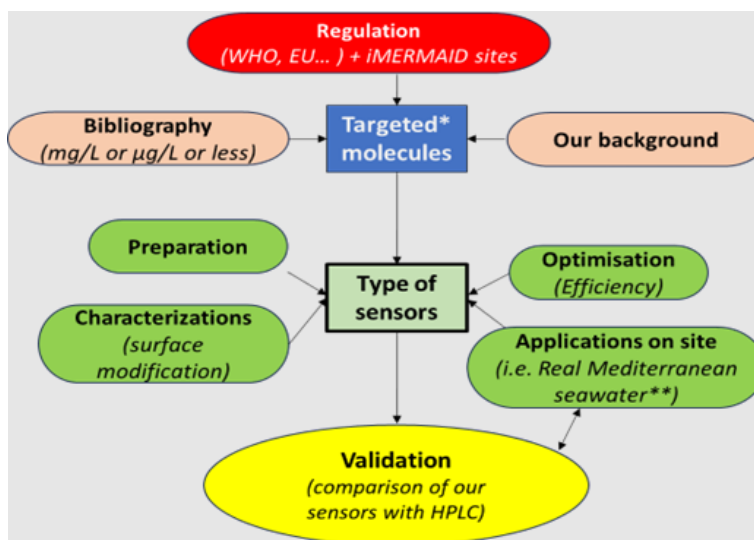 Regulation
(WHO, EU... ) + iMERMAID sites
Bibliography
(mg/L or µg/L or less)
Targeted*
molecules
Our background
Preparation
Type of
sensors
Optimisation
(Efficiency)
Characterizations
(surface
modification)
Applications on site
(i.e. Real Mediterranean
seawater**)
Validation
(comparison of our
sensors with HPLC)